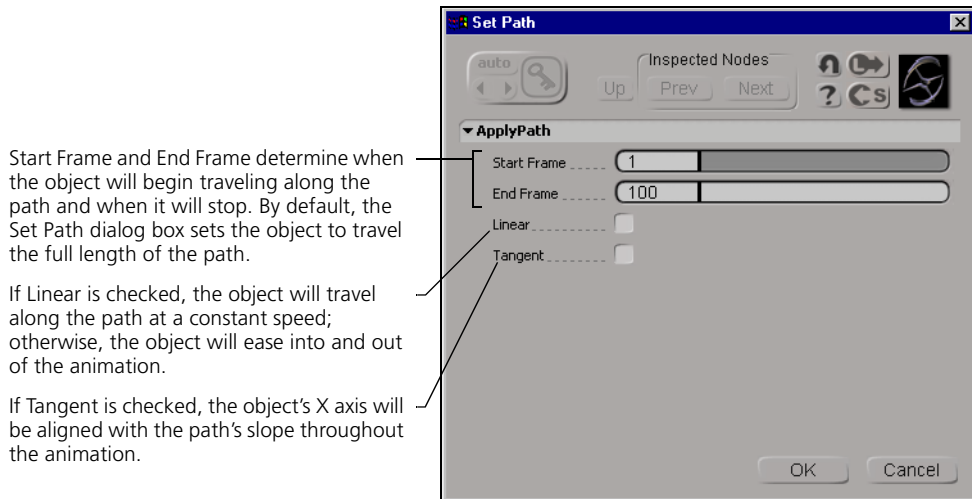 Set Path
auto
Inspected Nodes
Up Prev Next
? S
ApplyPath
Start Frame and End Frame determine when
the object will begin traveling along the
path and when it will stop. By default, the
Set Path dialog box sets the object to travel
the full length of the path.
If Linear is checked, the object will travel
along the path at a constant speed;
otherwise, the object will ease into and out
of the animation.
If Tangent is checked, the object's X axis will
be aligned with the path's slope throughout
the animation.
Start Frame 1
End Frame 100
Linear
Tangent
OK Cancel